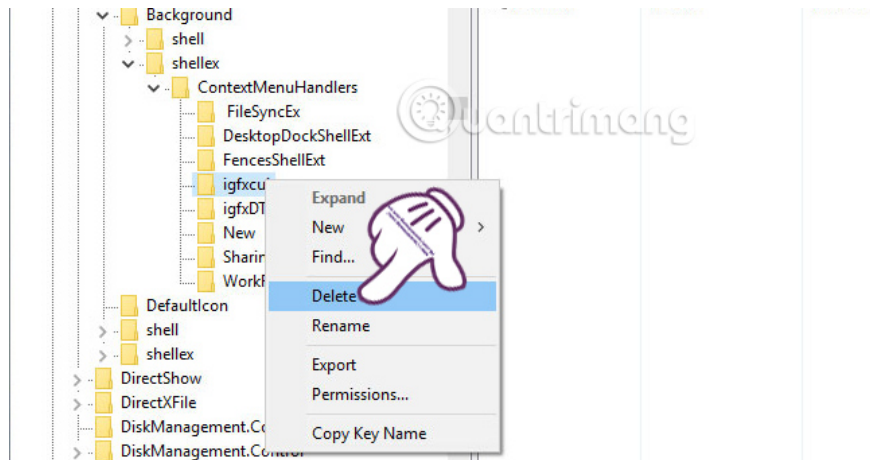 Background
shell
shellex
ContextMenuHandlers
FileSyncEx
DesktopDockShellExt
FencesShellExt
igfxcui
igfxDT
New
Sharin
WorkF
DefaultIcon
shell
shellex
DirectShow
DirectXFile
DiskManagement.Co
DiskManagement.Control
Expand
New
Find...
Delete
Rename
Export
Permissions...
Copy Key Name
Quantrimang